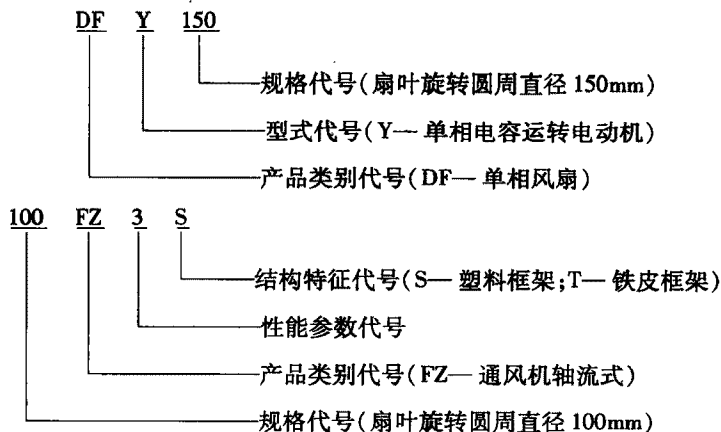 DF Y 150
规格代号(扇叶旋转圆周直径 150mm)
型式代号(Y— 单相电容运转电动机)
产品类别代号(DF— 单相风扇)
100 FZ 3 S
结构特征代号(S— 塑料框架;T— 铁皮框架)
性能参数代号
产品类别代号(FZ— 通风机轴流式)
规格代号(扇叶旋转圆周直径 100mm)